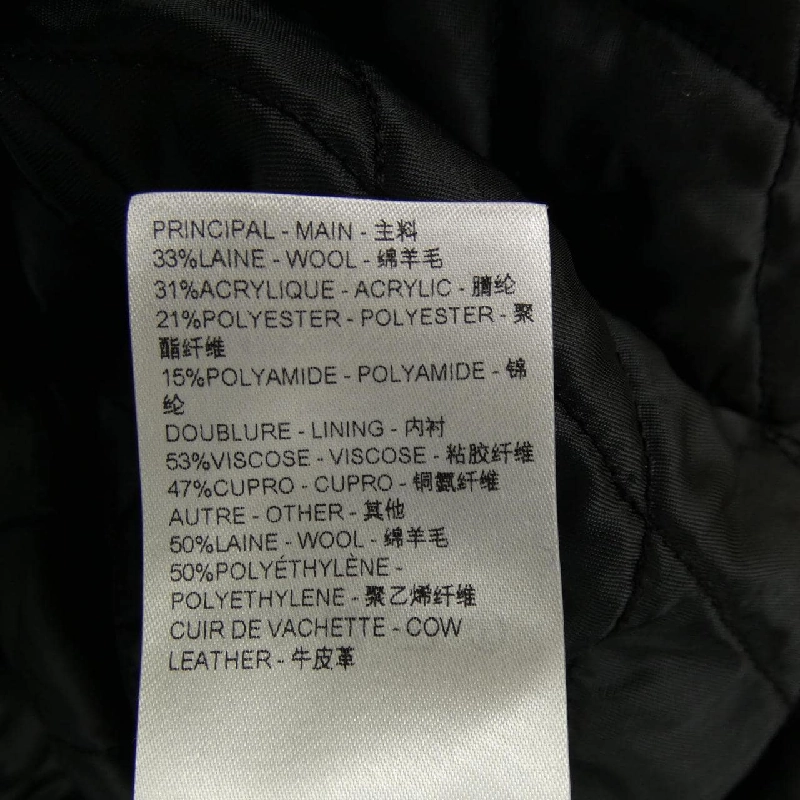 PRINCIPAL - MAIN - 主料
33%LAINE - WOOL - 绵羊毛
31%ACRYLIQUE - ACRYLIC - 腈纶
21%POLYESTER - POLYESTER - 聚
酯纤维
15%POLYAMIDE - POLYAMIDE - 锦
纶
DOUBLURE - LINING - 内衬
53%VISCOSE - VISCOSE - 粘胶纤维
47%CUPRO - CUPRO - 铜氨纤维
AUTRE - OTHER - 其他
50%LAINE - WOOL - 绵羊毛
50%POLYÉTHYLÈNE -
POLYETHYLENE - 聚乙烯纤维
CUIR DE VACHETTE - COW
LEATHER - 牛皮革